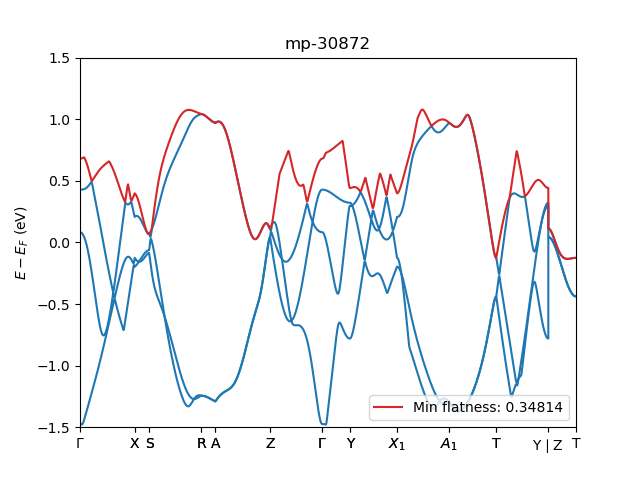 mp-30872
E − E_F (eV)
1.5
1.0
0.5
0.0
−0.5
−1.0
−1.5
Min flatness: 0.34814
Γ X S R A Z Γ Y X₁ A₁ T Y | Z T